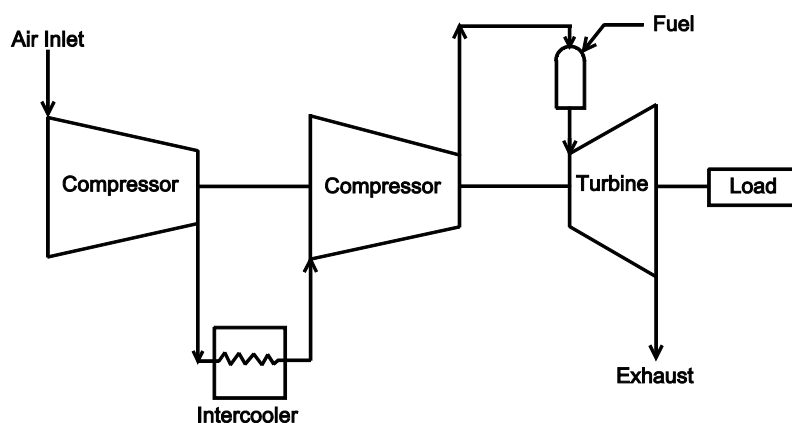 Air Inlet
Fuel
Compressor
Compressor
Turbine
Load
Exhaust
Intercooler